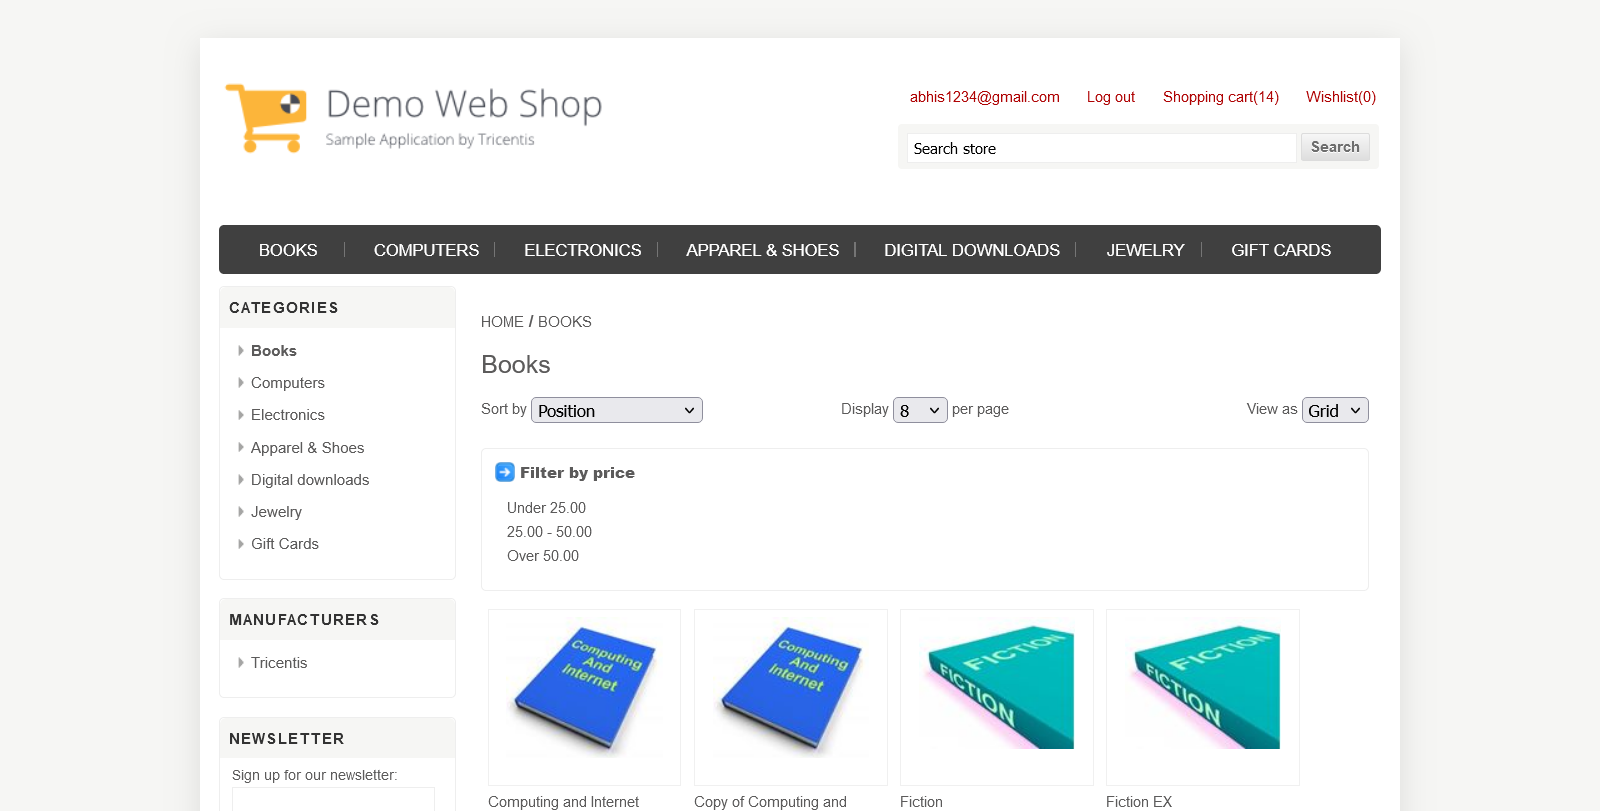 Demo Web Shop
Sample Application by Tricentis
abhis1234@gmail.com Log out Shopping cart(14) Wishlist(0)
Search store Search
BOOKS COMPUTERS ELECTRONICS APPAREL & SHOES DIGITAL DOWNLOADS JEWELRY GIFT CARDS
CATEGORIES
Books
Computers
Electronics
Apparel & Shoes
Digital downloads
Jewelry
Gift Cards
MANUFACTURERS
Tricentis
NEWSLETTER
Sign up for our newsletter:
HOME / BOOKS
Books
Sort by Position Display 8 per page View as Grid
Filter by price
Under 25.00
25.00 - 50.00
Over 50.00
Computing
And
Internet
Computing
And
Internet
FICTION
FICTION
FICTION
FICTION
Computing and Internet Copy of Computing and Fiction Fiction EX